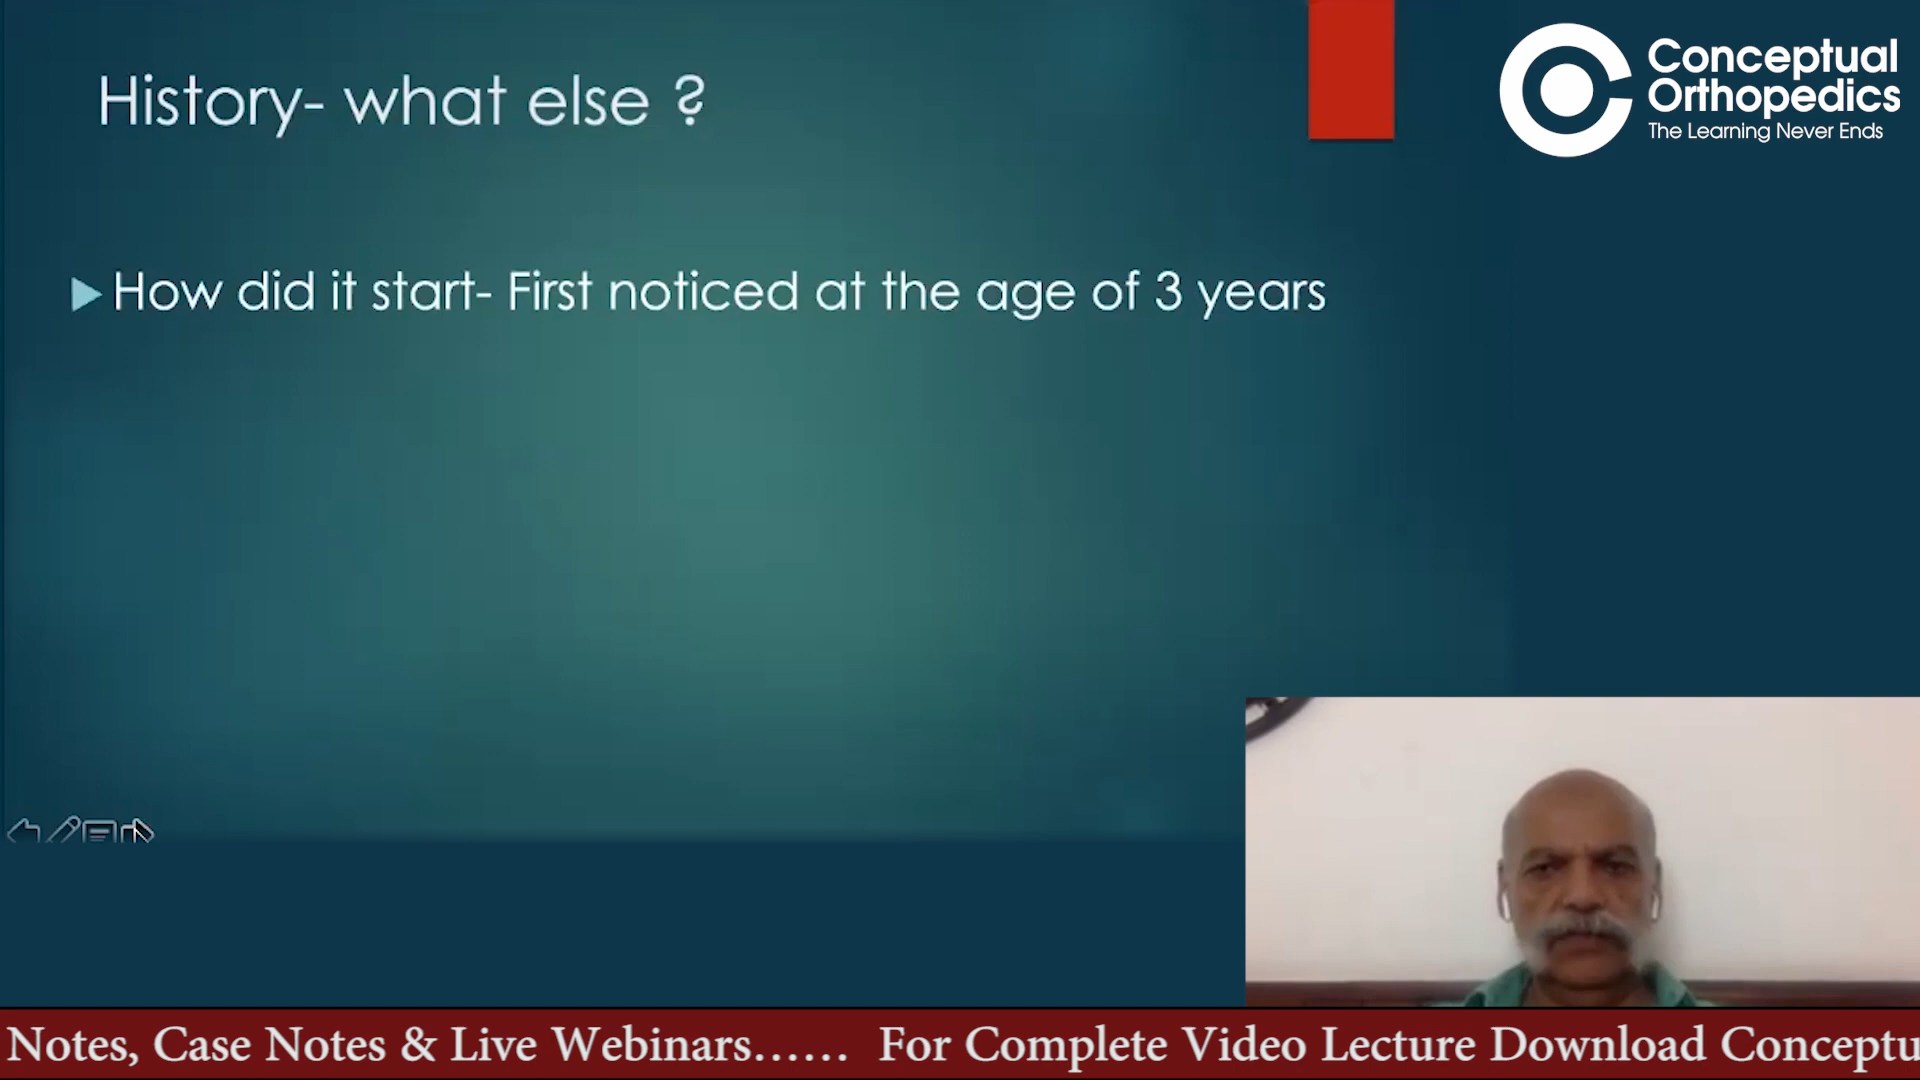 History- what else ?
Conceptual
Orthopedics
The Learning Never Ends
How did it start- First noticed at the age of 3 years
Notes, Case Notes & Live Webinars...... For Complete Video Lecture Download Conceptu